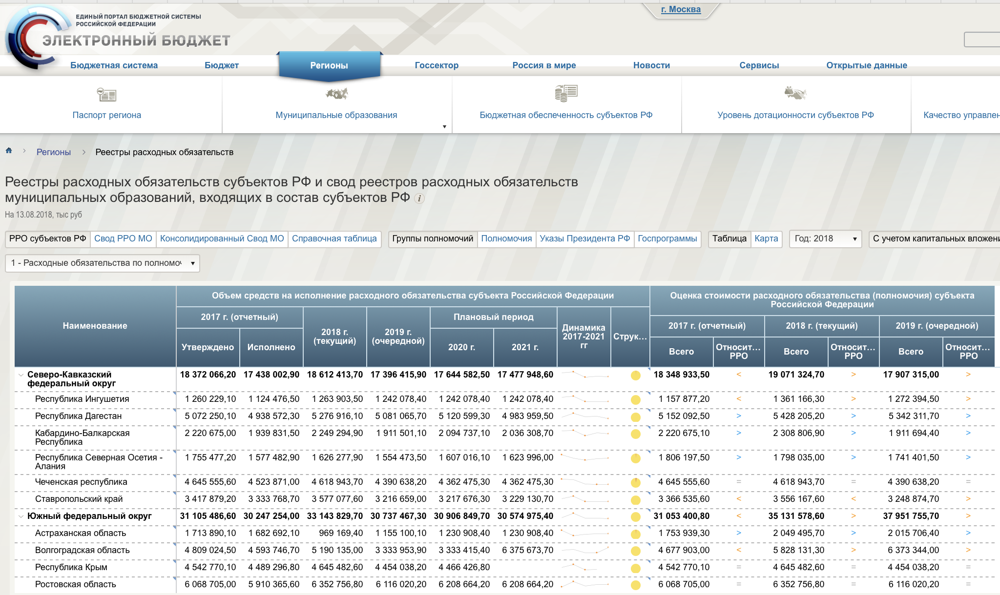 г. Москва
ЕДИНЫЙ ПОРТАЛ БЮДЖЕТНОЙ СИСТЕМЫ
РОССИЙСКОЙ ФЕДЕРАЦИИ
ЭЛЕКТРОННЫЙ БЮДЖЕТ
Бюджетная система Бюджет Регионы Госсектор Россия в мире Новости Сервисы Открытые данные
Паспорт региона Муниципальные образования Бюджетная обеспеченность субъектов РФ Уровень дотационности субъектов РФ Качество управлен
Регионы Реестры расходных обязательств
Реестры расходных обязательств субъектов РФ и свод реестров расходных обязательств
муниципальных образований, входящих в состав субъектов РФ i
На 13.08.2018, тыс руб
РРО субъектов РФ Свод РРО МО Консолидированный Свод МО Справочная таблица Группы полномочий Полномочия Указы Президента РФ Госпрограммы Таблица Карта Год: 2018 С учетом капитальных вложени
1 - Расходные обязательства по полномоч
Наименование
Объем средств на исполнение расходного обязательства субъекта Российской Федерации
2017 г. (отчетный)
Утверждено Исполнено
2018 г.
(текущий)
2019 г.
(очередной)
Плановый период
2020 г. 2021 г.
Динамика
2017-2021
гг
Струк...
Оценка стоимости расходного обязательства (полномочия) субъекта
Российской Федерации
2017 г. (отчетный) 2018 г. (текущий) 2019 г. (очередной)
Всего Относит... Всего Относит... Всего Относит...
РРО РРО РРО
Северо-Кавказский 18 372 066,20 17 438 002,90 18 612 413,70 17 396 415,90 17 644 582,50 17 477 948,60 18 348 933,50 < 19 071 324,70 > 17 907 315,00 >
федеральный округ
Республика Ингушетия 1 260 229,10 1 124 476,50 1 263 903,50 1 242 078,40 1 242 078,40 1 242 078,40 1 157 877,20 < 1 361 166,30 > 1 272 394,50 >
Республика Дагестан 5 072 250,10 4 938 572,30 5 276 916,10 5 081 065,70 5 120 599,30 4 983 959,50 5 152 092,50 > 5 428 205,20 > 5 342 311,70 >
Кабардино-Балкарская 2 220 675,00 1 939 831,50 2 249 294,90 1 911 501,10 2 094 737,10 2 036 308,70 2 220 675,10 > 2 308 806,90 > 1 911 694,40 >
Республика
Республика Северная Осетия - 1 755 477,20 1 577 482,90 1 626 277,90 1 554 473,50 1 607 016,10 1 623 996,00 1 806 197,50 > 1 798 035,00 > 1 741 401,50 >
Алания
Чеченская республика 4 645 555,60 4 523 871,00 4 618 943,70 4 390 638,20 4 362 475,30 4 362 475,30 4 645 555,60 = 4 618 943,70 = 4 390 638,20 =
Ставропольский край 3 417 879,20 3 333 768,70 3 577 077,60 3 216 659,00 3 217 676,30 3 229 130,70 3 366 535,60 < 3 556 167,60 < 3 248 874,70 >
Южный федеральный округ 31 105 486,60 30 247 254,00 33 143 829,70 30 737 467,30 30 906 849,70 30 574 975,40 31 053 400,80 < 35 131 578,60 > 37 951 755,70 >
Астраханская область 1 713 890,10 1 682 692,10 969 169,40 1 155 100,10 1 230 908,40 1 230 908,40 1 753 939,30 > 2 049 495,70 > 2 015 706,40 >
Волгоградская область 4 809 024,50 4 593 746,70 5 190 135,00 3 333 953,90 3 333 415,40 6 375 673,70 4 677 903,00 < 5 828 131,30 > 6 373 344,00 >
Республика Крым 4 542 770,10 4 489 296,80 4 645 482,60 4 454 038,20 4 466 426,80 4 542 770,10 = 4 645 482,60 = 4 454 038,20 =
Ростовская область 6 068 705,00 5 910 365,60 6 352 756,80 6 116 020,20 6 208 664,20 6 208 664,20 6 068 705,00 = 6 352 756,80 = 6 116 020,20 =